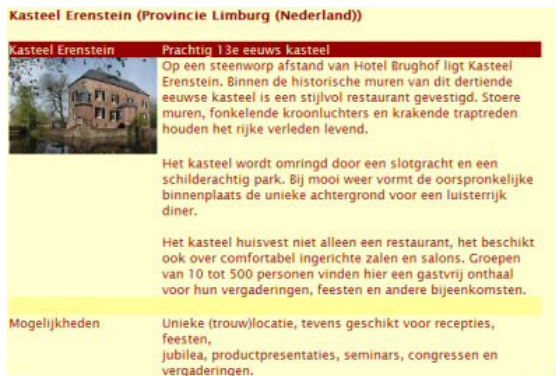 Kasteel Erenstein (Provincie Limburg (Nederland))
Kasteel Erenstein Prachtig 13e eeuws kasteel
Op een steenworp afstand van Hotel Brughof ligt Kasteel
Erenstein. Binnen de historische muren van dit dertiende
eeuwse kasteel is een stijlvol restaurant gevestigd. Stoere
muren, fonkelende kroonluchters en krakende traptreden
houden het rijke verleden levend.
Het kasteel wordt omringd door een slotgracht en een
schilderachtig park. Bij mooi weer vormt de oorspronkelijke
binnenplaats de unieke achtergrond voor een luisterrijk
diner.
Het kasteel huisvest niet alleen een restaurant, het beschikt
ook over comfortabel ingerichte zalen en salons. Groepen
van 10 tot 500 personen vinden hier een gastvrij onthaal
voor hun vergaderingen, feesten en andere bijeenkomsten.
Mogelijkheden Unieke (trouw)locatie, tevens geschikt voor recepties,
feesten,
jubilea, productpresentaties, seminars, congressen en
vergaderingen.